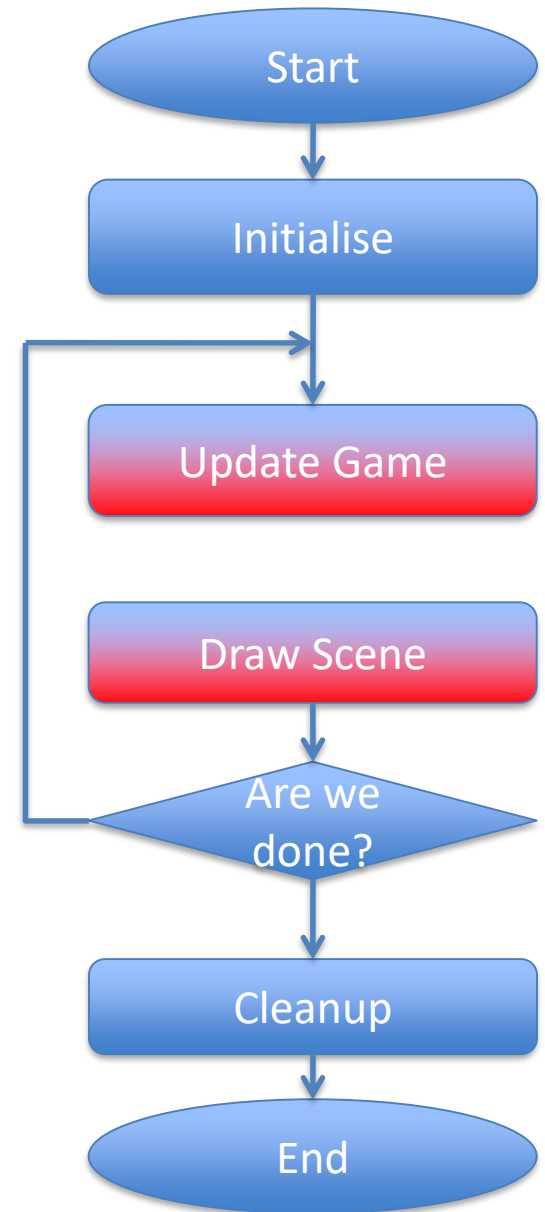 Start
Initialise
Update Game
Draw Scene
Are we
done?
Cleanup
End